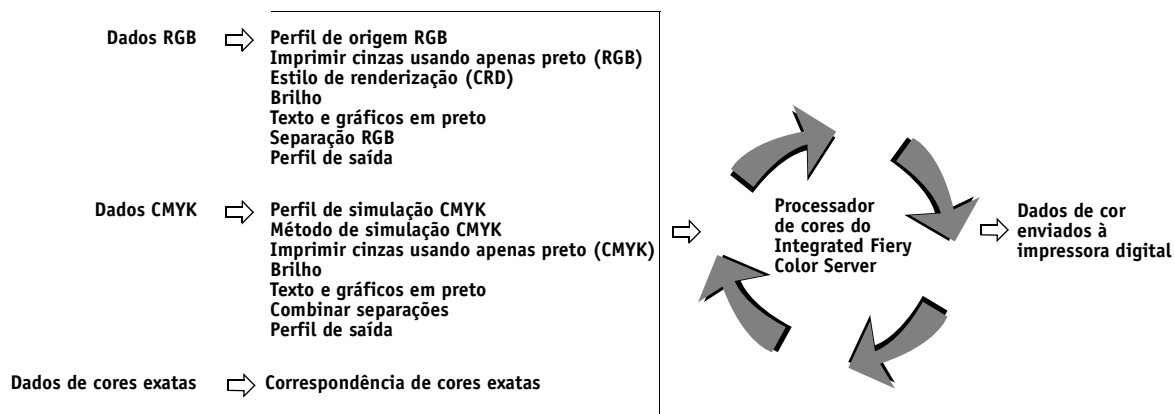 Dados RGB
Perfil de origem RGB
Imprimir cinzas usando apenas preto (RGB)
Estilo de renderização (CRD)
Brilho
Texto e gráficos em preto
Separação RGB
Perfil de saída
Dados CMYK
Perfil de simulação CMYK
Método de simulação CMYK
Imprimir cinzas usando apenas preto (CMYK)
Brilho
Texto e gráficos em preto
Combinar separações
Perfil de saída
Dados de cores exatas
Correspondência de cores exatas
Processador
de cores do
Integrated Fiery
Color Server
Dados de cor
enviados à
impressora digital